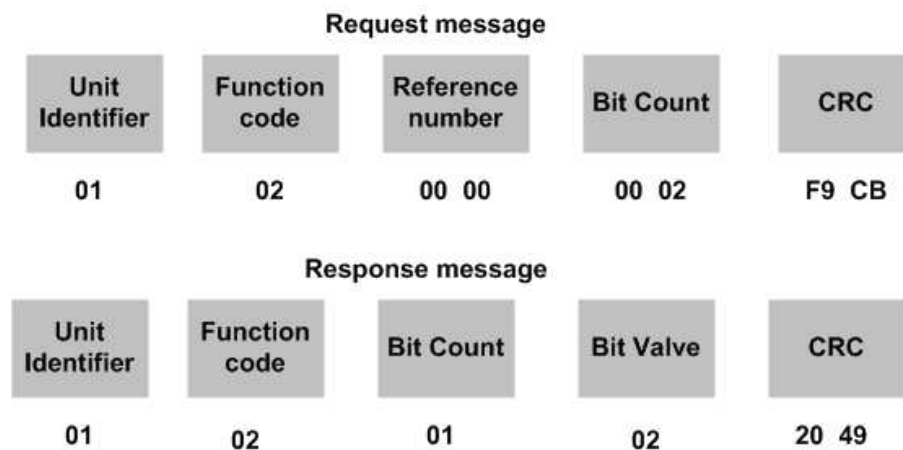 Request message
Unit
Identifier
Function
code
Reference
number
Bit Count
CRC
01
02
00 00
00 02
F9 CB
Response message
Unit
Identifier
Function
code
Bit Count
Bit Valve
CRC
01
02
01
02
20 49